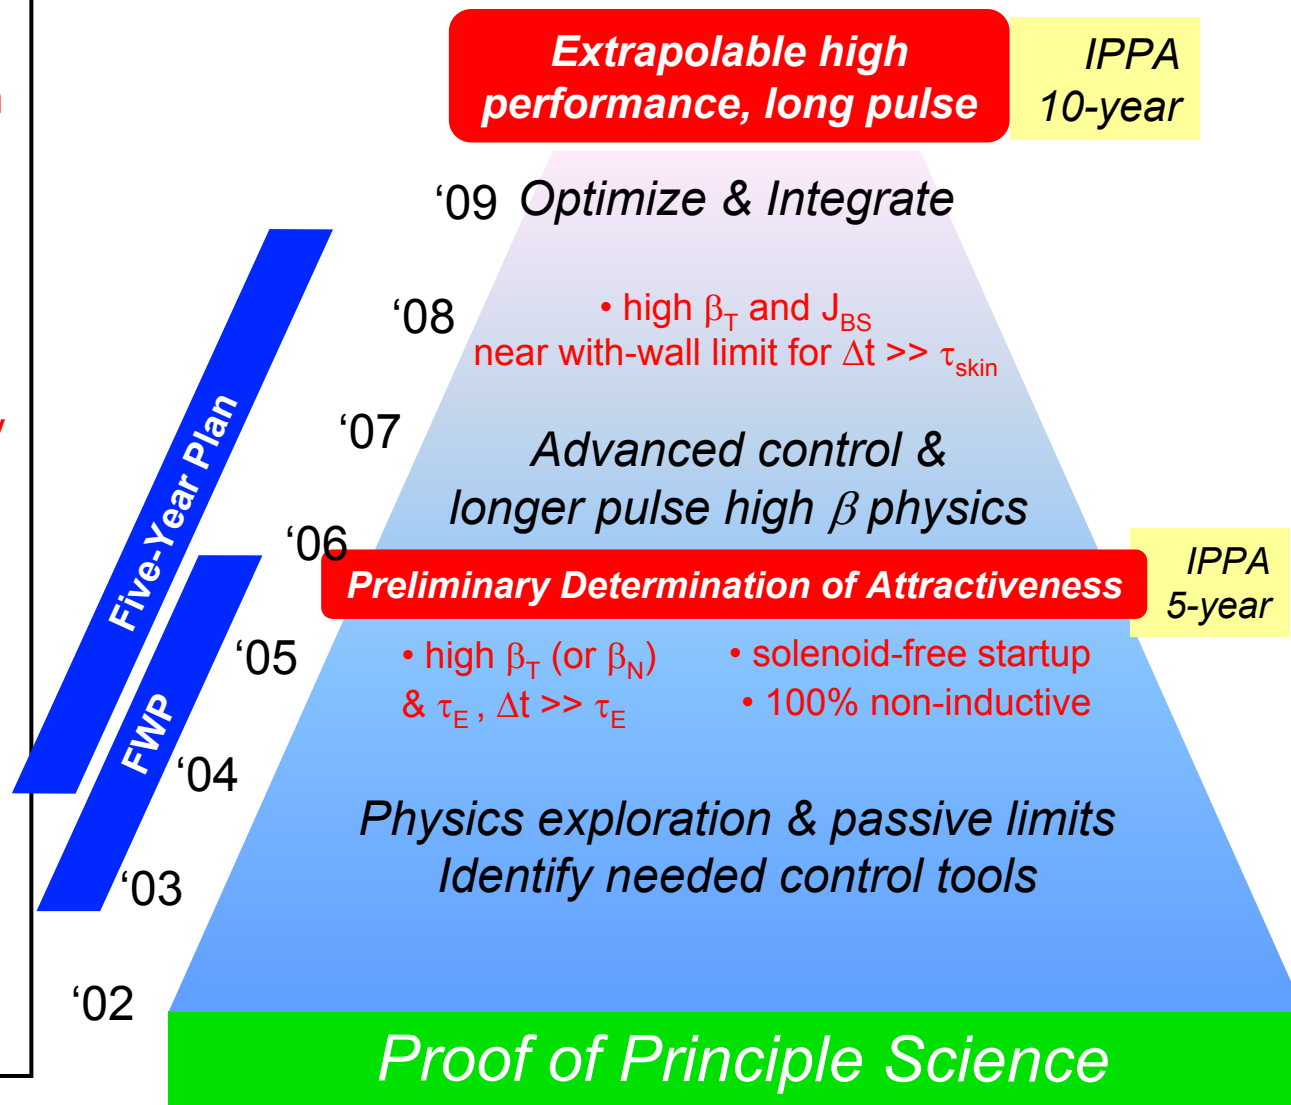 Extrapolable high
performance, long pulse
IPPA
10-year
‘09
Optimize & Integrate
‘08
• high βT and JBS
near with-wall limit for Δt >> τskin
‘07
Advanced control &
longer pulse high β physics
Five-Year Plan
‘06
Preliminary Determination of Attractiveness
IPPA
5-year
‘05
• high βT (or βN)
& τE , Δt >> τE
• solenoid-free startup
• 100% non-inductive
FWP
‘04
Physics exploration & passive limits
Identify needed control tools
‘03
‘02
Proof of Principle Science